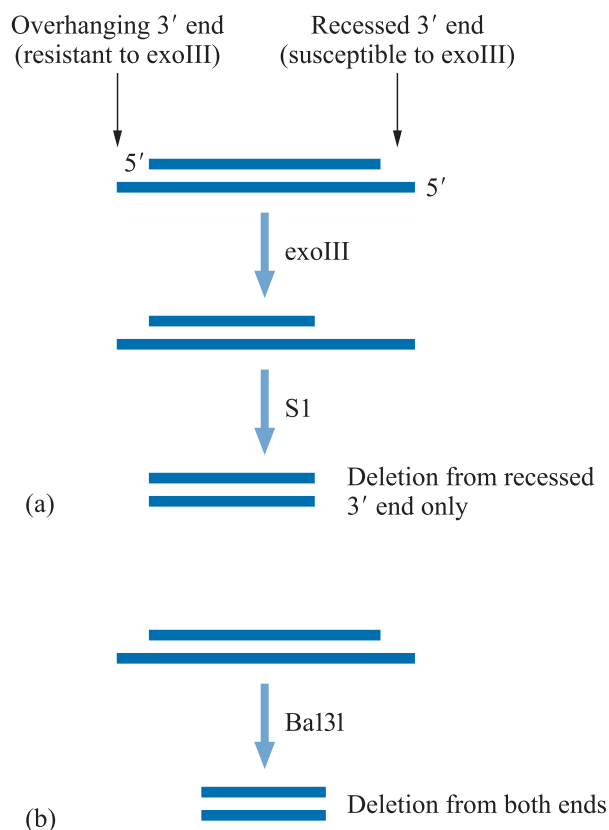 Overhanging 3′ end
(resistant to exoIII)
Recessed 3′ end
(susceptible to exoIII)
5′
5′
exoIII
S1
Deletion from recessed
3′ end only
(a)
Bal31
Deletion from both ends
(b)